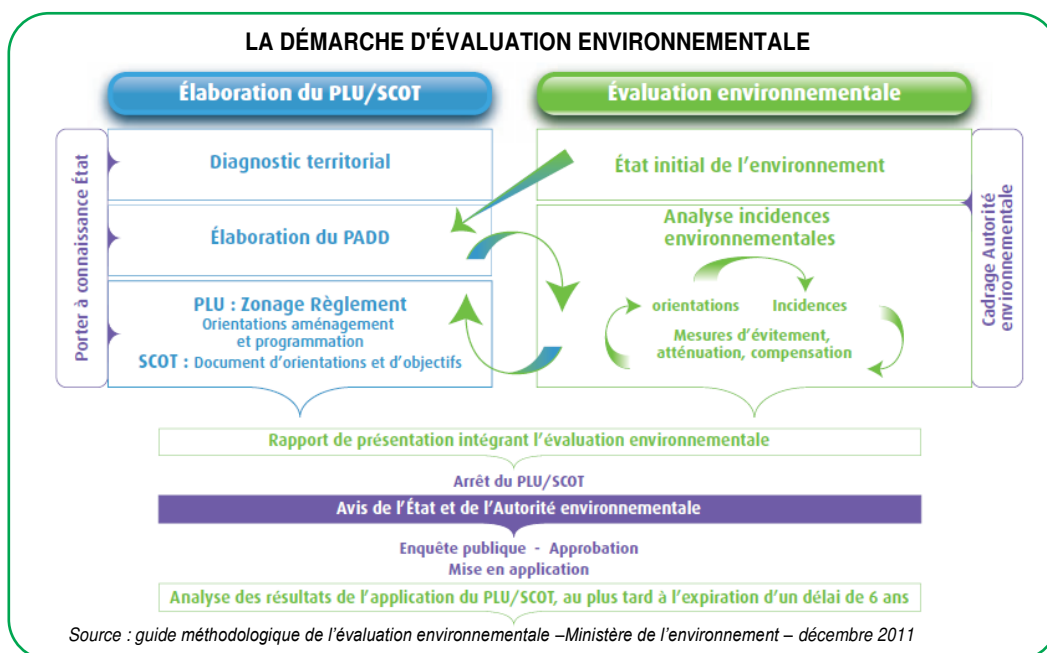 LA DÉMARCHE D'ÉVALUATION ENVIRONNEMENTALE
Élaboration du PLU/SCOT
Évaluation environnementale
Porter à connaissance État
Diagnostic territorial
Élaboration du PADD
PLU : Zonage Règlement
Orientations aménagement
et programmation
SCOT : Document d'orientations et d'objectifs
État initial de l'environnement
Analyse incidences
environnementales
orientations
Incidences
Mesures d'évitement,
atténuation, compensation
Cadrage Autorité
environnementale
Rapport de présentation intégrant l'évaluation environnementale
Arrêt du PLU/SCOT
Avis de l'État et de l'Autorité environnementale
Enquête publique - Approbation
Mise en application
Analyse des résultats de l'application du PLU/SCOT, au plus tard à l'expiration d'un délai de 6 ans
Source : guide méthodologique de l'évaluation environnementale –Ministère de l'environnement – décembre 2011